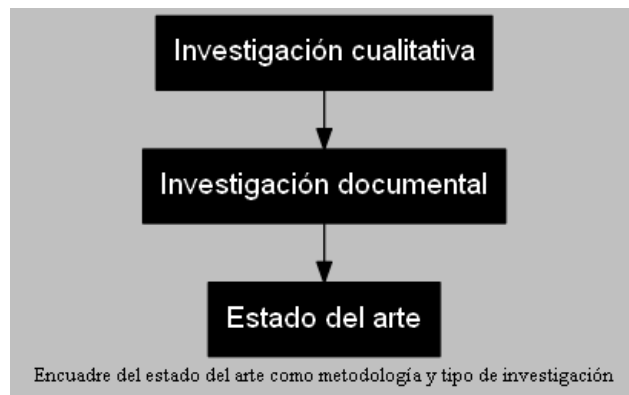 Investigación cualitativa
Investigación documental
Estado del arte
Encuadre del estado del arte como metodología y tipo de investigación